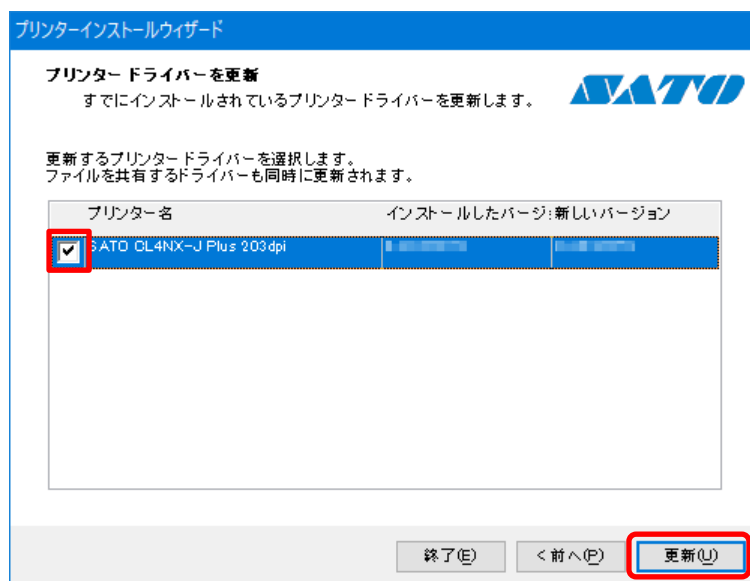 プリンターインストールウィザード
プリンタードライバーを更新
すでにインストールされているプリンタードライバーを更新します。
SATO
更新するプリンタードライバーを選択します。
ファイルを共有するドライバーも同時に更新されます。
プリンター名 インストールしたバージ: 新しいバージョン
SATO CL4NX-J Plus 203dpi
終了(E) <前へ(P) 更新(U)